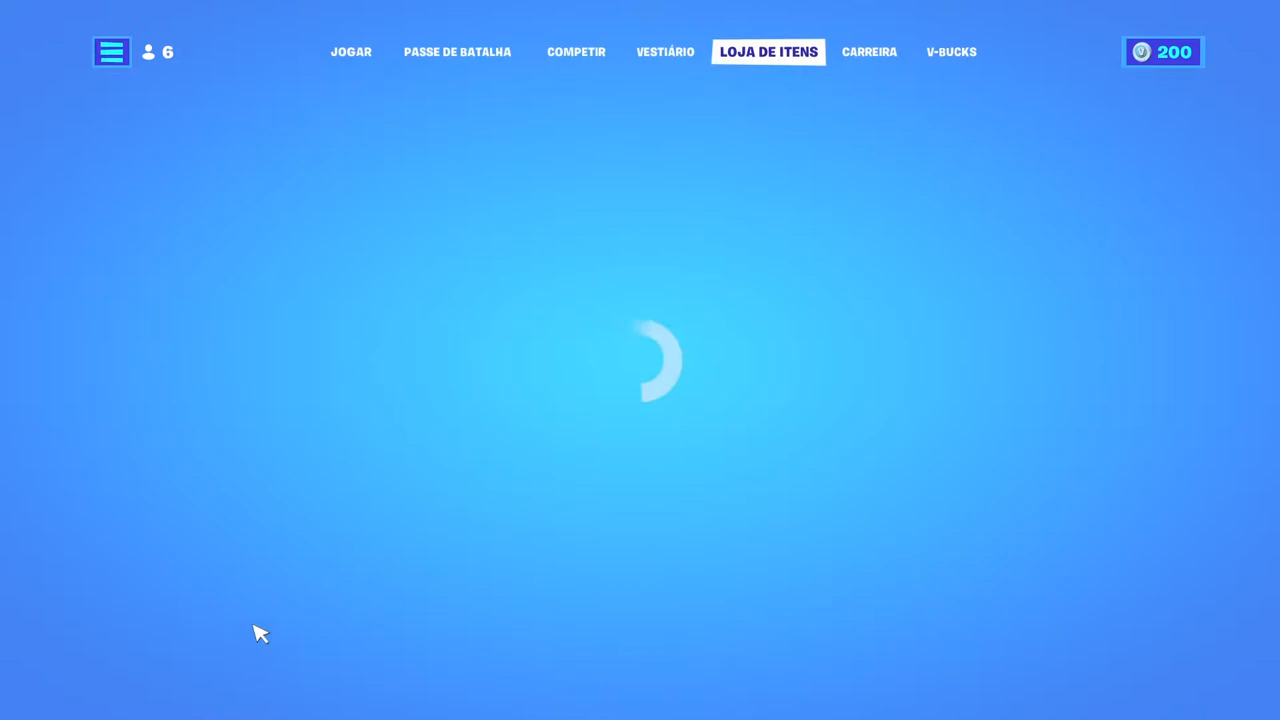 6
JOGAR PASSE DE BATALHA COMPETIR VESTIÁRIO LOJA DE ITENS CARREIRA V-BUCKS
200